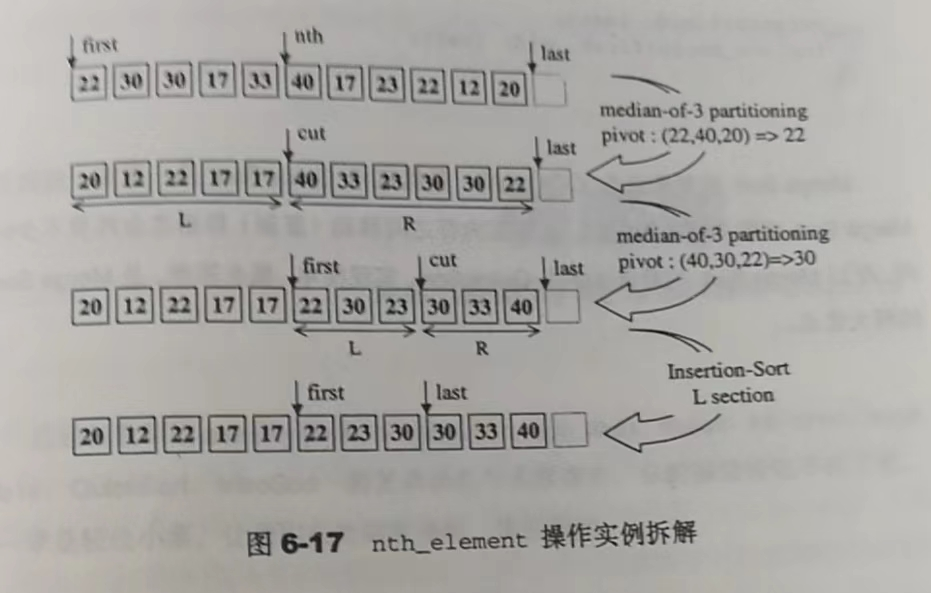 first nth last
22 30 30 17 33 40 17 23 22 12 20
median-of-3 partitioning
pivot : (22,40,20) => 22
cut last
20 12 22 17 17 40 33 23 30 30 22
L R
median-of-3 partitioning
pivot : (40,30,22)=>30
first cut last
20 12 22 17 17 22 30 23 30 33 40
L R
Insertion-Sort
L section
first last
20 12 22 17 17 22 23 30 30 33 40
图 6-17 nth_element 操作实例拆解